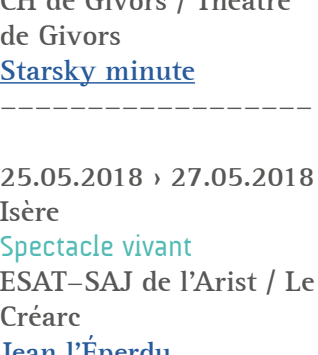 CH de Givors / Théâtre
de Givors
Starsky minute
––––––––––––––––––
25.05.2018 › 27.05.2018
Isère
Spectacle vivant
ESAT–SAJ de l'Arist / Le
Créarc
Jean l'Éperdu